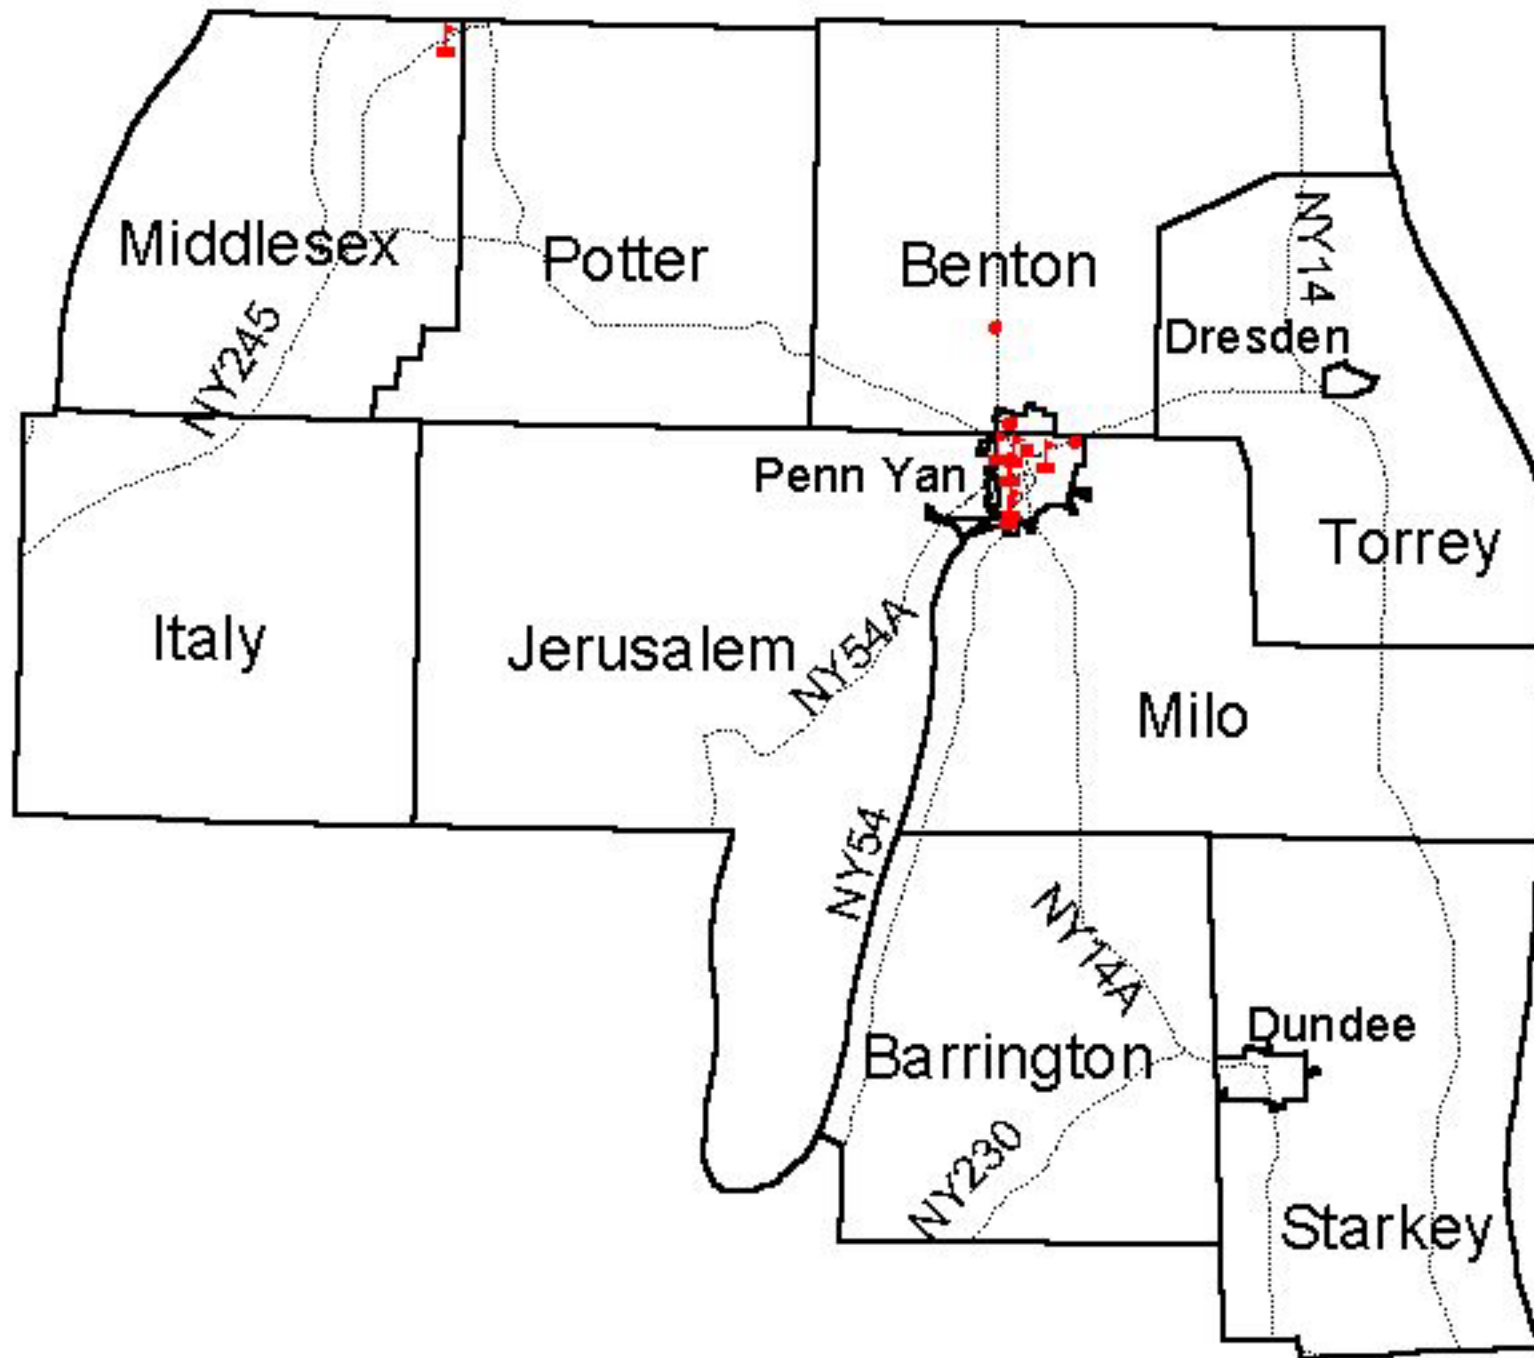 Middlesex
Potter
Benton
NY14
Dresden
NY245
Penn Yan
Torrey
Italy
Jerusalem
NY54A
Milo
NY54
NY14A
Dundee
Barrington
NY230
Starkey